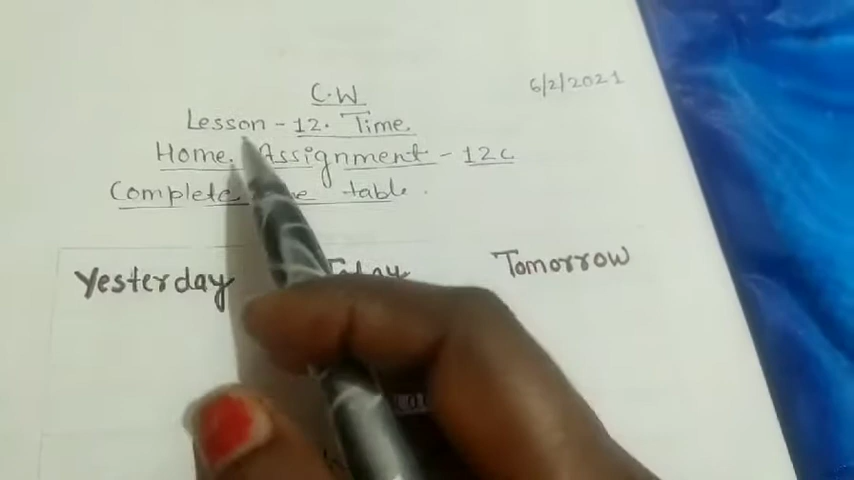 C.W
6/2/2021
Lesson - 12. Time.
Home Assignment - 12c
Complete table.
Yesterday Tomorrow